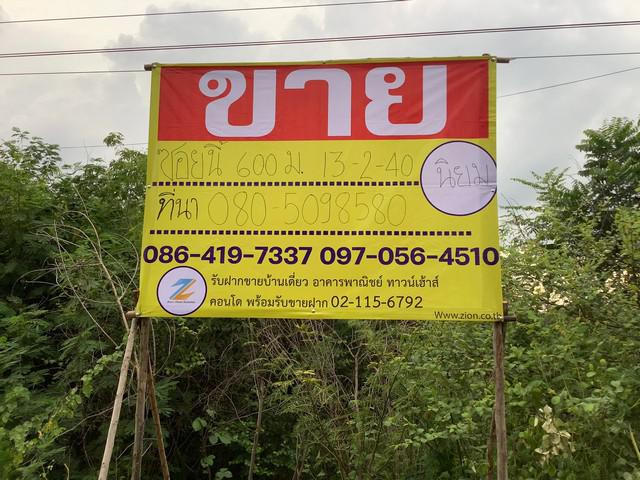 ขาย
ซอยนี้ 600 ม. 13-2-40
นิยม
ที่นา 080-5098580
086-419-7337 097-056-4510
รับฝากขายบ้านเดี่ยว อาคารพาณิชย์ ทาวน์เฮ้าส์
คอนโด พร้อมรับขายฝาก 02-115-6792
Www.zion.co.th